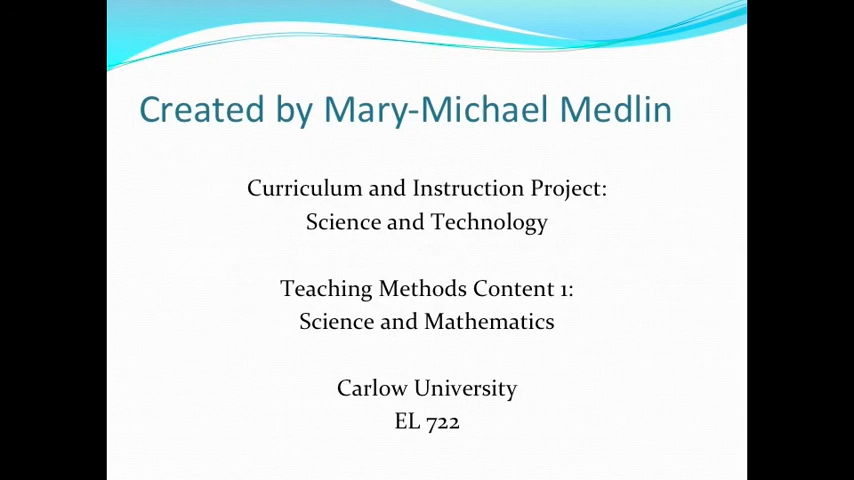 Created by Mary-Michael Medlin
Curriculum and Instruction Project:
Science and Technology
Teaching Methods Content 1:
Science and Mathematics
Carlow University
EL 722